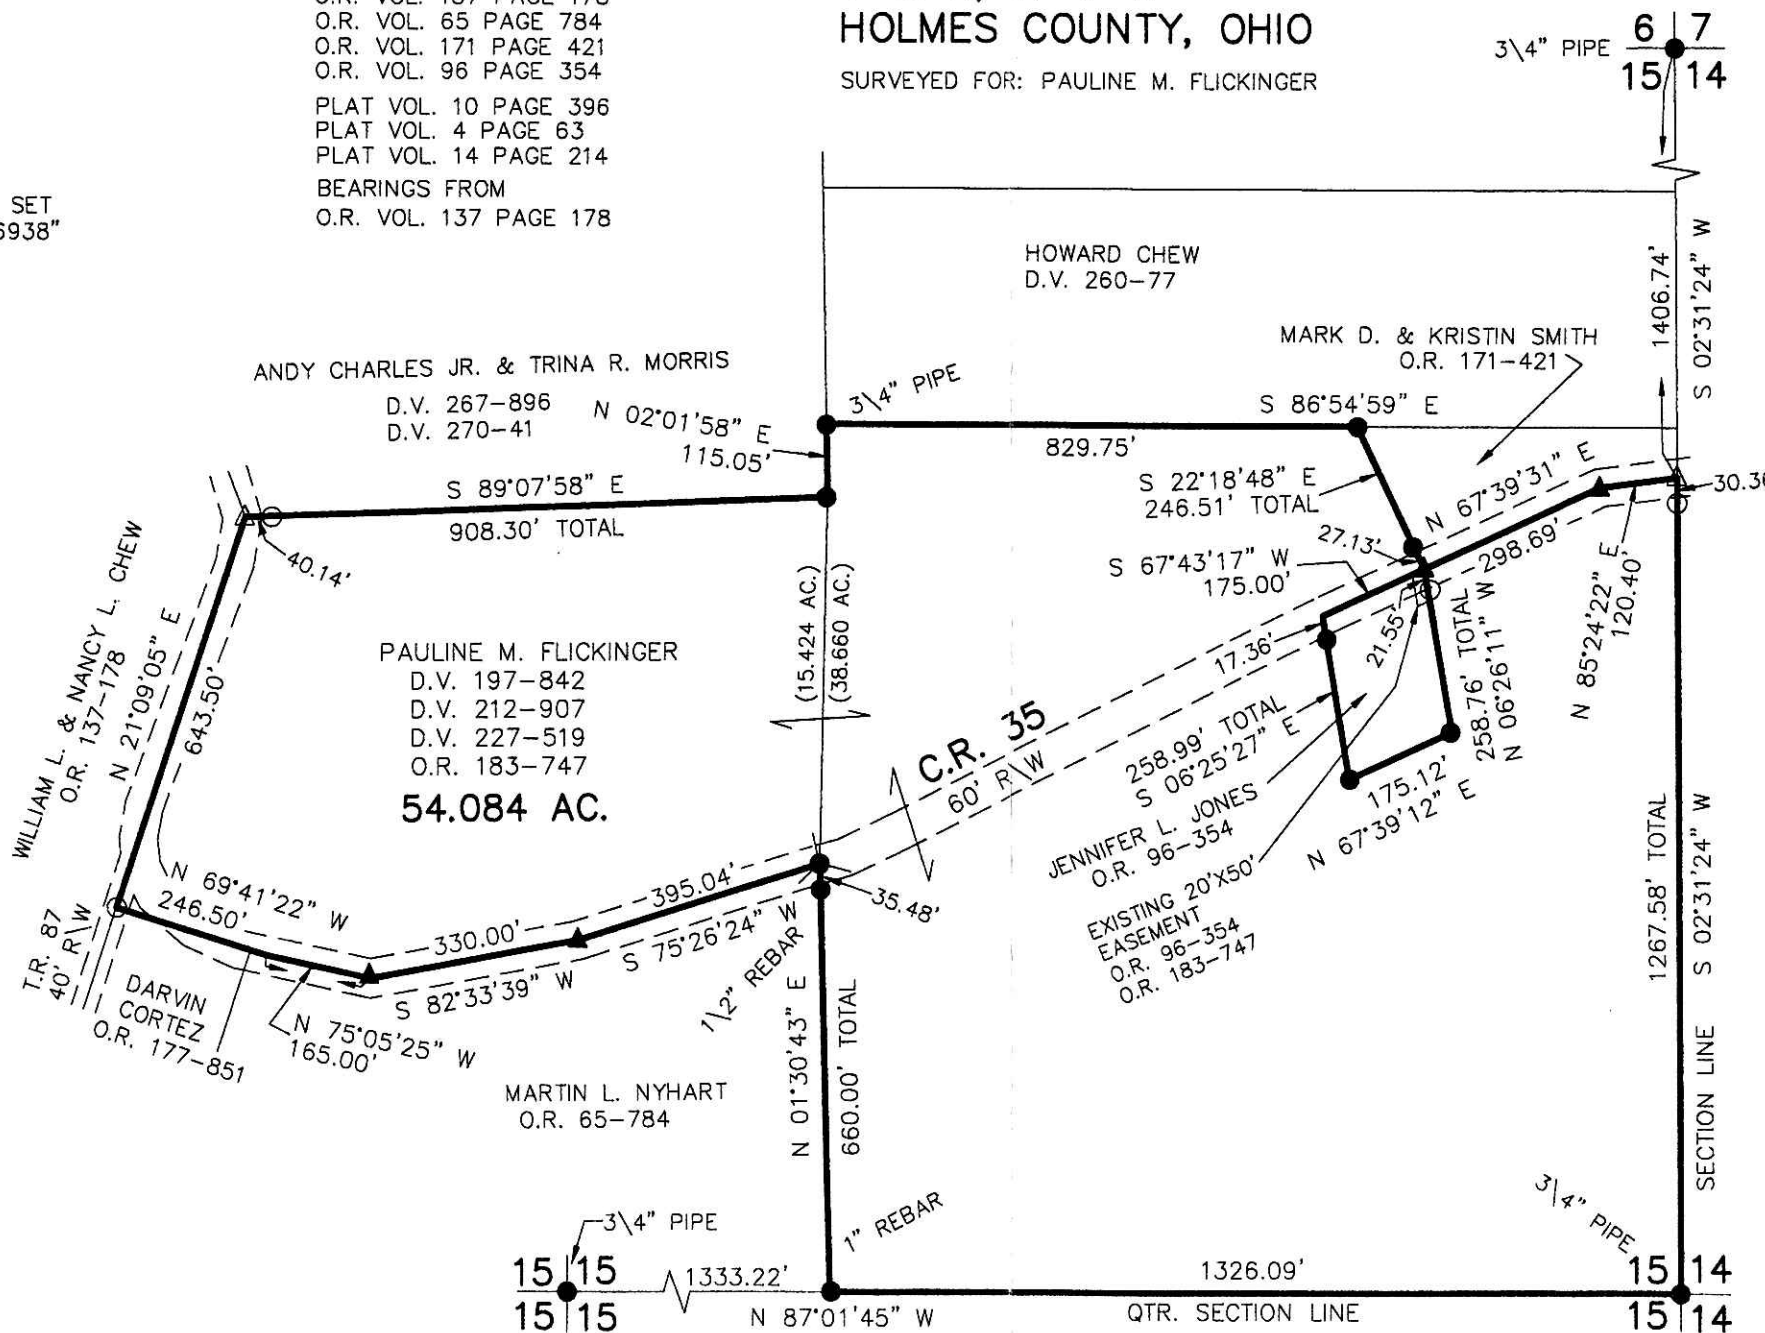 O.R. VOL. 65 PAGE 784
O.R. VOL. 171 PAGE 421
O.R. VOL. 96 PAGE 354
PLAT VOL. 10 PAGE 396
PLAT VOL. 4 PAGE 63
PLAT VOL. 14 PAGE 214
BEARINGS FROM
O.R. VOL. 137 PAGE 178
SET
6938"
HOLMES COUNTY, OHIO
SURVEYED FOR: PAULINE M. FLICKINGER
3\4" PIPE
6 7
15 14
1406.74'
S 02°31'24" W
HOWARD CHEW
D.V. 260-77
MARK D. & KRISTIN SMITH
O.R. 171-421
ANDY CHARLES JR. & TRINA R. MORRIS
D.V. 267-896
D.V. 270-41
N 02°01'58" E
115.05'
3\4" PIPE
S 86°54'59" E
829.75'
S 22°18'48" E
246.51' TOTAL
N 67°39'31" E
298.69'
27.13'
30.36
S 89°07'58" E
908.30' TOTAL
40.14'
S 67°43'17" W
175.00'
N 85°24'22" E
120.40'
WILLIAM L. & NANCY L. CHEW
O.R. 137-178
N 21°09'05" E
643.50'
(15.424 AC.)
(38.660 AC.)
PAULINE M. FLICKINGER
D.V. 197-842
D.V. 212-907
D.V. 227-519
O.R. 183-747
54.084 AC.
17.36'
21.55'
258.76' TOTAL
N 06°26'11" W
C.R. 35
60' R\W
258.99' TOTAL
S 06°25'27" E
175.12'
N 67°39'12" E
JENNIFER L. JONES
O.R. 96-354
EXISTING 20'X50'
EASEMENT
O.R. 96-354
O.R. 183-747
N 69°41'22" W
246.50'
330.00'
395.04'
35.48'
S 75°26'24" W
S 82°33'39" W
1\2" REBAR
T.R. 87
40' R\W
DARVIN
CORTEZ
O.R. 177-851
N 75°05'25" W
165.00'
MARTIN L. NYHART
O.R. 65-784
N 01°30'43" E
660.00' TOTAL
1267.58' TOTAL
S 02°31'24" W
SECTION LINE
3\4" PIPE
1" REBAR
3\4" PIPE
15 15
15 15
1333.22'
N 87°01'45" W
1326.09'
QTR. SECTION LINE
15 14
15 14